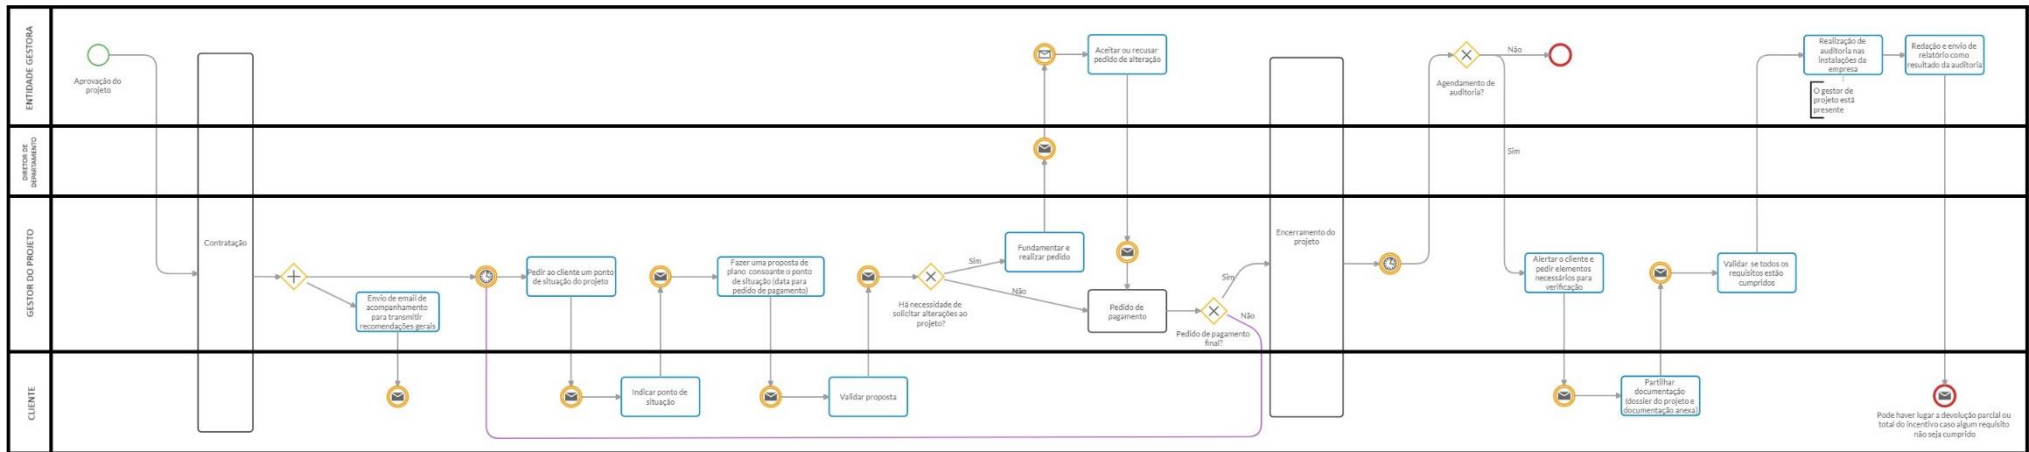 ENTIDADE GESTORA
Aprovação do
projeto
Aceitar ou recusar
pedido de alteração
Agendamento de
auditoria?
Não
Sim
Realização de
auditoria nas
instalações da
empresa
O gestor de
projeto está
presente
Redação e envio de
relatório como
resultado da auditoria
DIRETOR DE
DEPARTAMENTO
GESTOR DO PROJETO
Contratação
Envio de email de
acompanhamento
para transmitir
recomendações gerais
Pedir ao cliente um ponto
de situação do projeto
Fazer uma proposta de
plano consoante o ponto
de situação (data para
pedido de pagamento)
Há necessidade de
solicitar alterações ao
projeto?
Sim
Não
Fundamentar e
realizar pedido
Pedido de
pagamento
Pedido de pagamento
final?
Sim
Não
Encerramento do
projeto
Alertar o cliente e
pedir elementos
necessários para
verificação
Validar se todos os
requisitos estão
cumpridos
CLIENTE
Indicar ponto de
situação
Validar proposta
Partilhar
documentação
(dossier do projeto e
documentação anexa)
Pode haver lugar a devolução parcial ou
total do incentivo caso algum requisito
não seja cumprido